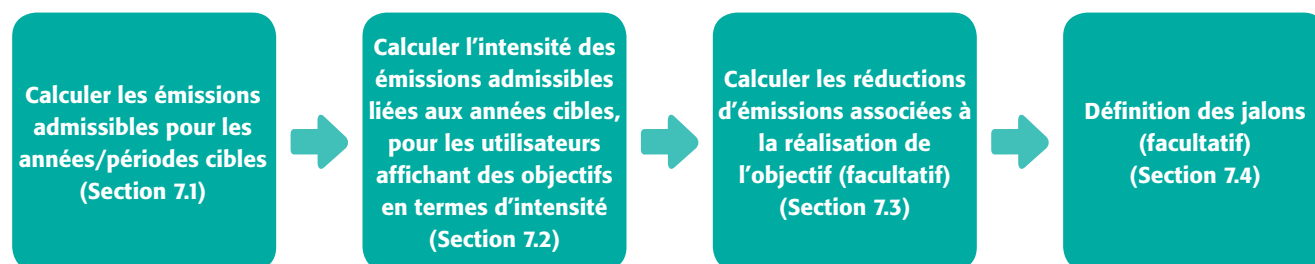 Calculer les émissions
admissibles pour les
années/périodes cibles
(Section 7.1)
Calculer l’intensité des
émissions admissibles
liées aux années cibles,
pour les utilisateurs
affichant des objectifs
en termes d’intensité
(Section 7.2)
Calculer les réductions
d’émissions associées à
la réalisation de
l’objectif (facultatif)
(Section 7.3)
Définition des jalons
(facultatif)
(Section 7.4)